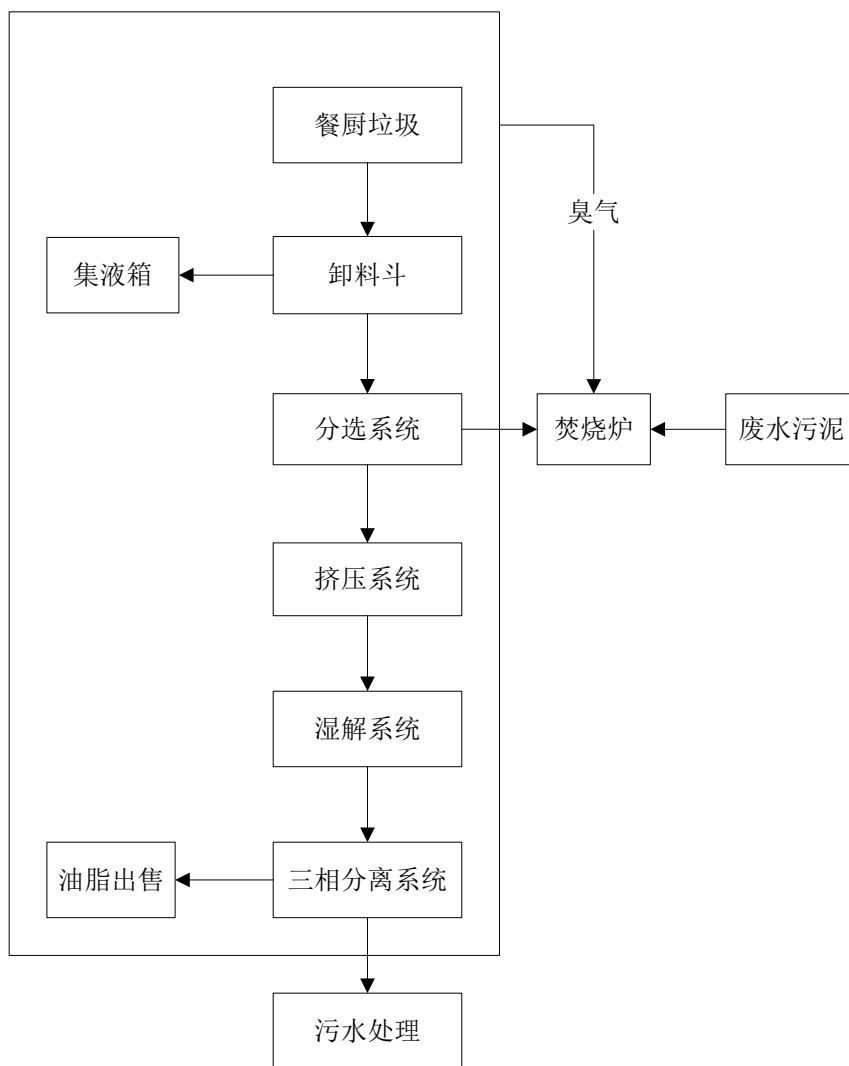 餐厨垃圾
臭气
集液箱
卸料斗
分选系统
焚烧炉
废水污泥
挤压系统
湿解系统
油脂出售
三相分离系统
污水处理